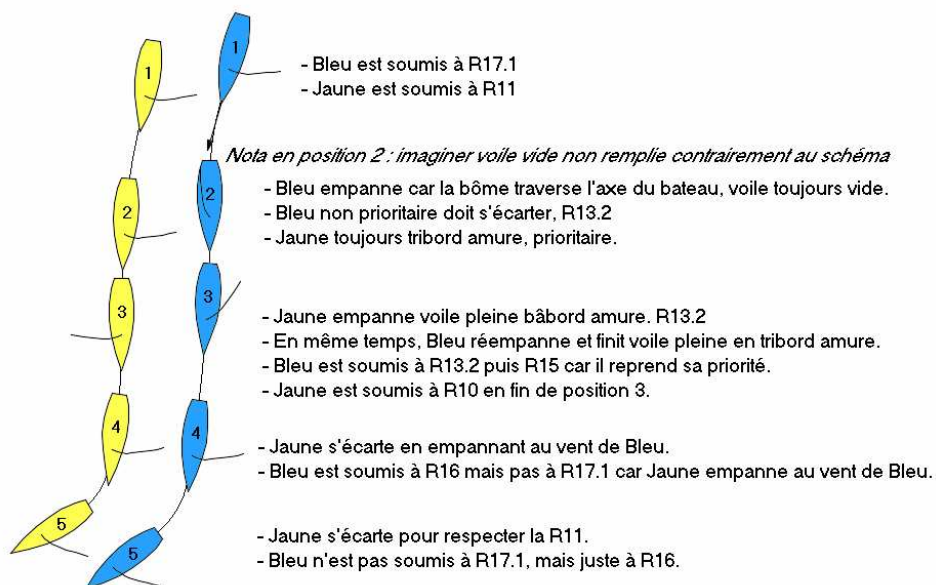 1
1
- Bleu est soumis à R17.1
- Jaune est soumis à R11
Nota en position 2 : imaginer voile vide non remplie contrairement au schéma
2
2
- Bleu empanne car la bôme traverse l'axe du bateau, voile toujours vide.
- Bleu non prioritaire doit s'écarter, R13.2
- Jaune toujours tribord amure, prioritaire.
3
3
- Jaune empanne voile pleine bâbord amure. R13.2
- En même temps, Bleu réempanne et finit voile pleine en tribord amure.
- Bleu est soumis à R13.2 puis R15 car il reprend sa priorité.
- Jaune est soumis à R10 en fin de position 3.
4
4
- Jaune s'écarte en empannant au vent de Bleu.
- Bleu est soumis à R16 mais pas à R17.1 car Jaune empanne au vent de Bleu.
5
5
- Jaune s'écarte pour respecter la R11.
- Bleu n'est pas soumis à R17.1, mais juste à R16.